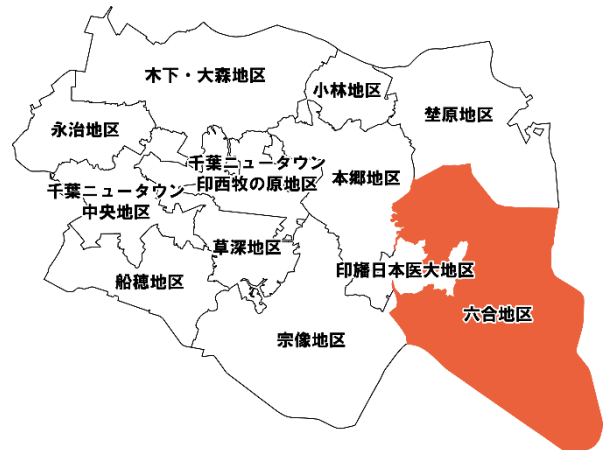 木下・大森地区
小林地区
埜原地区
永治地区
千葉ニュータウン
印西牧の原地区
本郷地区
千葉ニュータウン
中央地区
草深地区
印旛日本医大地区
船穂地区
六合地区
宗像地区